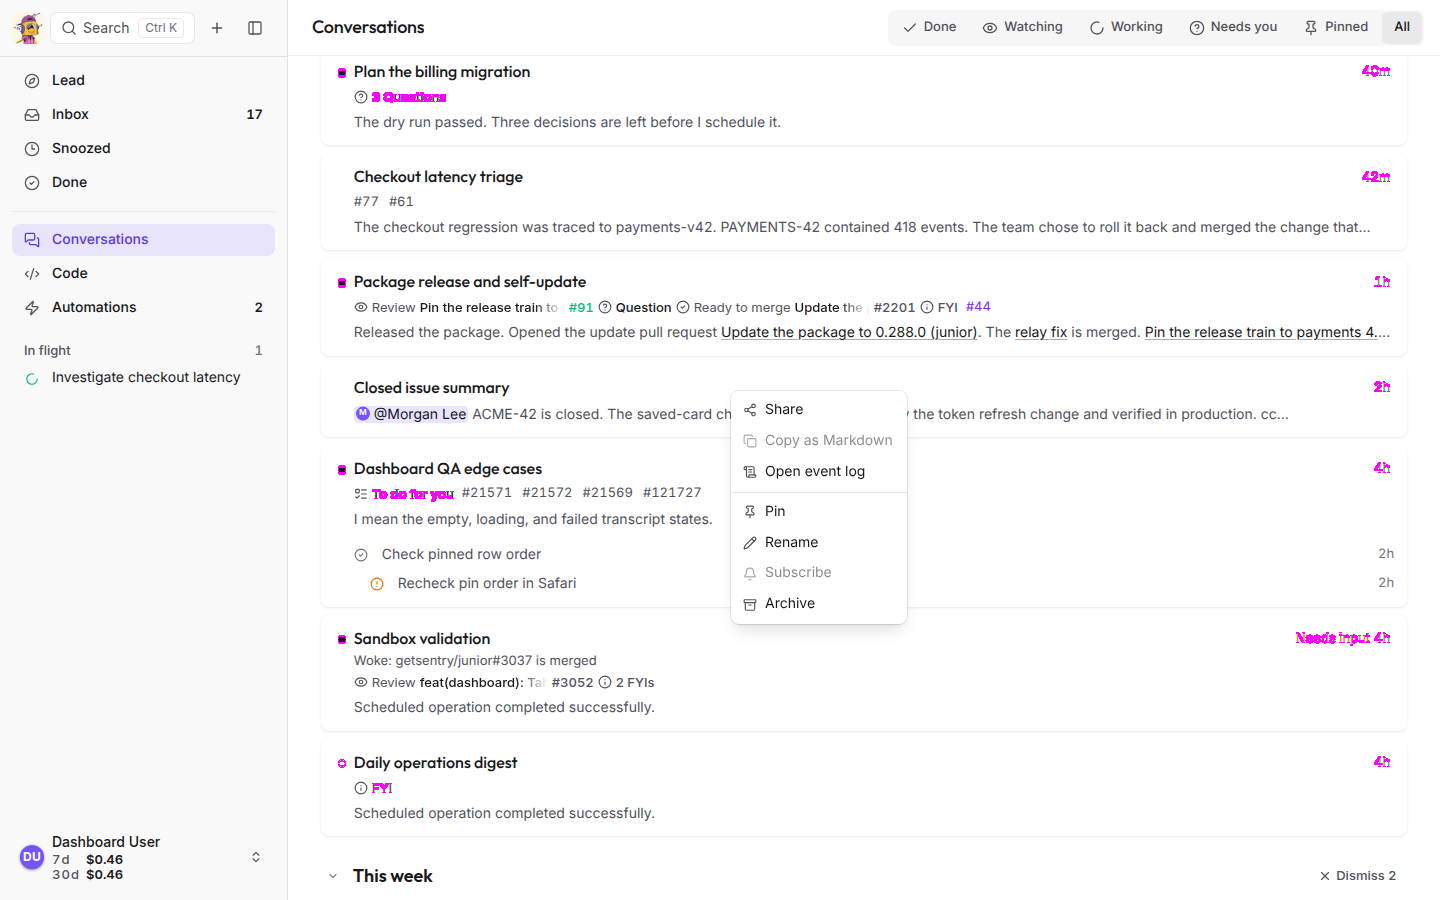 Search Ctrl K
Lead
Inbox 17
Snoozed
Done
Conversations
Code
Automations 2
In flight 1
Investigate checkout latency
Dashboard User
7d $0.46
30d $0.46
DU
Conversations
Done Watching Working Needs you Pinned All
Plan the billing migration 40m
3 Questions
The dry run passed. Three decisions are left before I schedule it.
Checkout latency triage 42m
#77 #61
The checkout regression was traced to payments-v42. PAYMENTS-42 contained 418 events. The team chose to roll it back and merged the change that...
Package release and self-update 1h
Review Pin the release train to #91 Question Ready to merge Update the #2201 FYI #44
Released the package. Opened the update pull request Update the package to 0.288.0 (junior). The relay fix is merged. Pin the release train to payments 4....
Closed issue summary 2h
M @Morgan Lee ACME-42 is closed. The saved-card ch y the token refresh change and verified in production. cc...
Share
Copy as Markdown
Open event log
Pin
Rename
Subscribe
Archive
Dashboard QA edge cases 4h
To do for you #21571 #21572 #21569 #121727
I mean the empty, loading, and failed transcript states.
Check pinned row order 2h
Recheck pin order in Safari 2h
Sandbox validation Needs input 4h
Woke: getsentry/junior#3037 is merged
Review feat(dashboard): Tal #3052 2 FYIs
Scheduled operation completed successfully.
Daily operations digest 4h
FYI
Scheduled operation completed successfully.
This week Dismiss 2